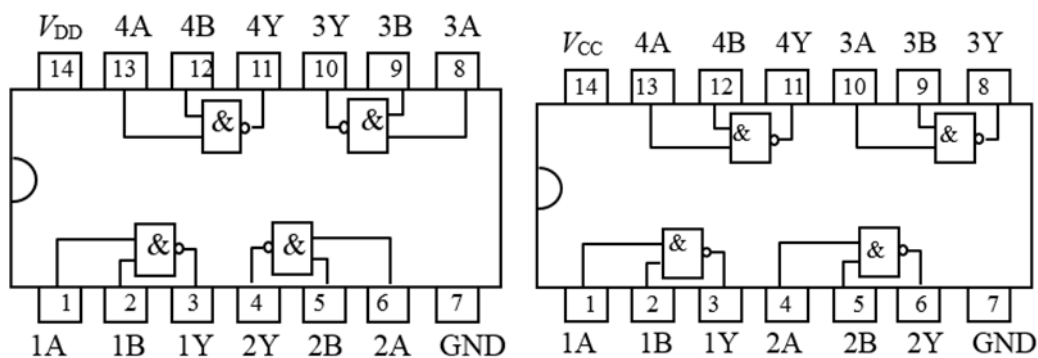 V_DD 4A 4B 4Y 3Y 3B 3A
14 13 12 11 10 9 8
& &
& &
1 2 3 4 5 6 7
1A 1B 1Y 2Y 2B 2A GND
V_CC 4A 4B 4Y 3A 3B 3Y
14 13 12 11 10 9 8
& &
& &
1 2 3 4 5 6 7
1A 1B 1Y 2A 2B 2Y GND